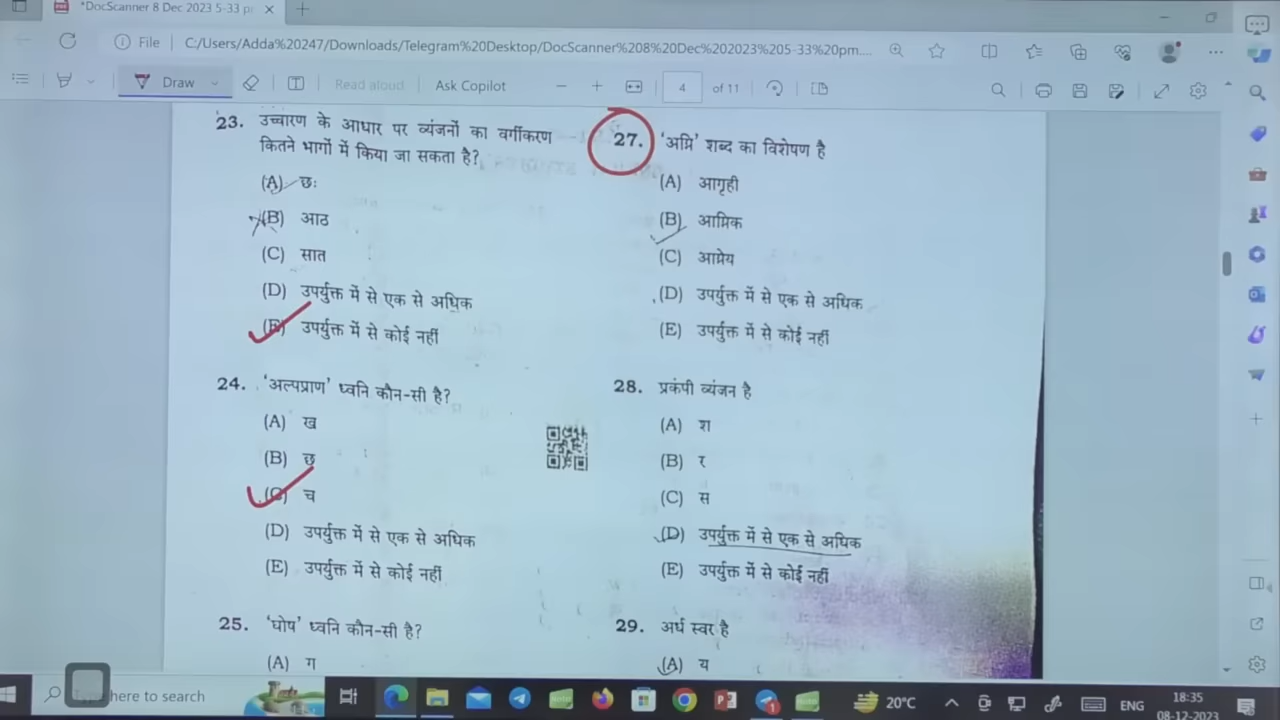 *DocScanner 8 Dec 2023 5-33 p
File
C:/Users/Adda%20247/Downloads/Telegram%20Desktop/DocScanner%208%20Dec%202023%205-33%20pm....
Draw
Read aloud
Ask Copilot
4
of 11
23. उच्चारण के आधार पर व्यंजनों का वर्गीकरण
कितने भागों में किया जा सकता है?
(A) छः
(B) आठ
(C) सात
(D) उपर्युक्त में से एक से अधिक
(E) उपर्युक्त में से कोई नहीं
24. 'अल्पप्राण' ध्वनि कौन-सी है?
(A) ख
(B) छ
(C) च
(D) उपर्युक्त में से एक से अधिक
(E) उपर्युक्त में से कोई नहीं
25. 'घोष' ध्वनि कौन-सी है?
(A) ग
27. 'अग्नि' शब्द का विशेषण है
(A) आगृही
(B) आग्निक
(C) आग्नेय
(D) उपर्युक्त में से एक से अधिक
(E) उपर्युक्त में से कोई नहीं
28. प्रकंपी व्यंजन है
(A) श
(B) र
(C) स
(D) उपर्युक्त में से एक से अधिक
(E) उपर्युक्त में से कोई नहीं
29. अर्ध स्वर है
(A) य
here to search
20°C
ENG
18:35
08-12-2023